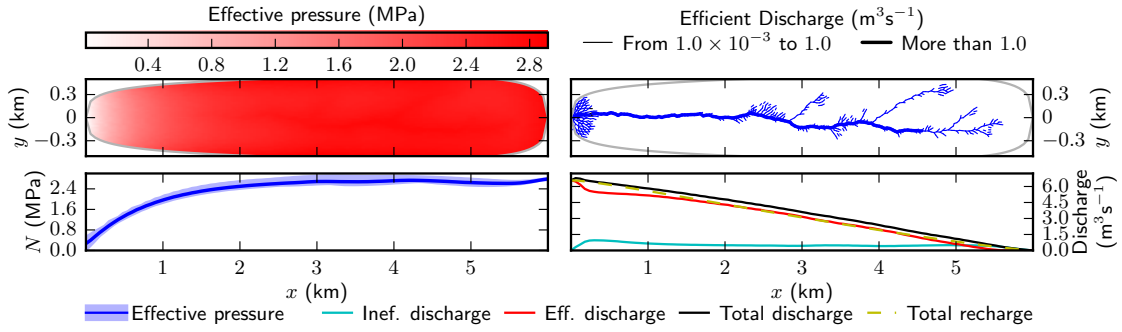 Effective pressure (MPa)
0.4 0.8 1.2 1.6 2.0 2.4 2.8
Efficient Discharge (m³s⁻¹)
From 1.0 × 10⁻³ to 1.0 More than 1.0
y (km)
0.3
0
−0.3
0.3
0
−0.3
y (km)
N (MPa)
2.4
1.6
0.8
0.0
1 2 3 4 5
x (km)
6.0
4.5
3.0
1.5
0.0
Discharge
(m³s⁻¹)
1 2 3 4 5
x (km)
Effective pressure Inef. discharge Eff. discharge Total discharge Total recharge